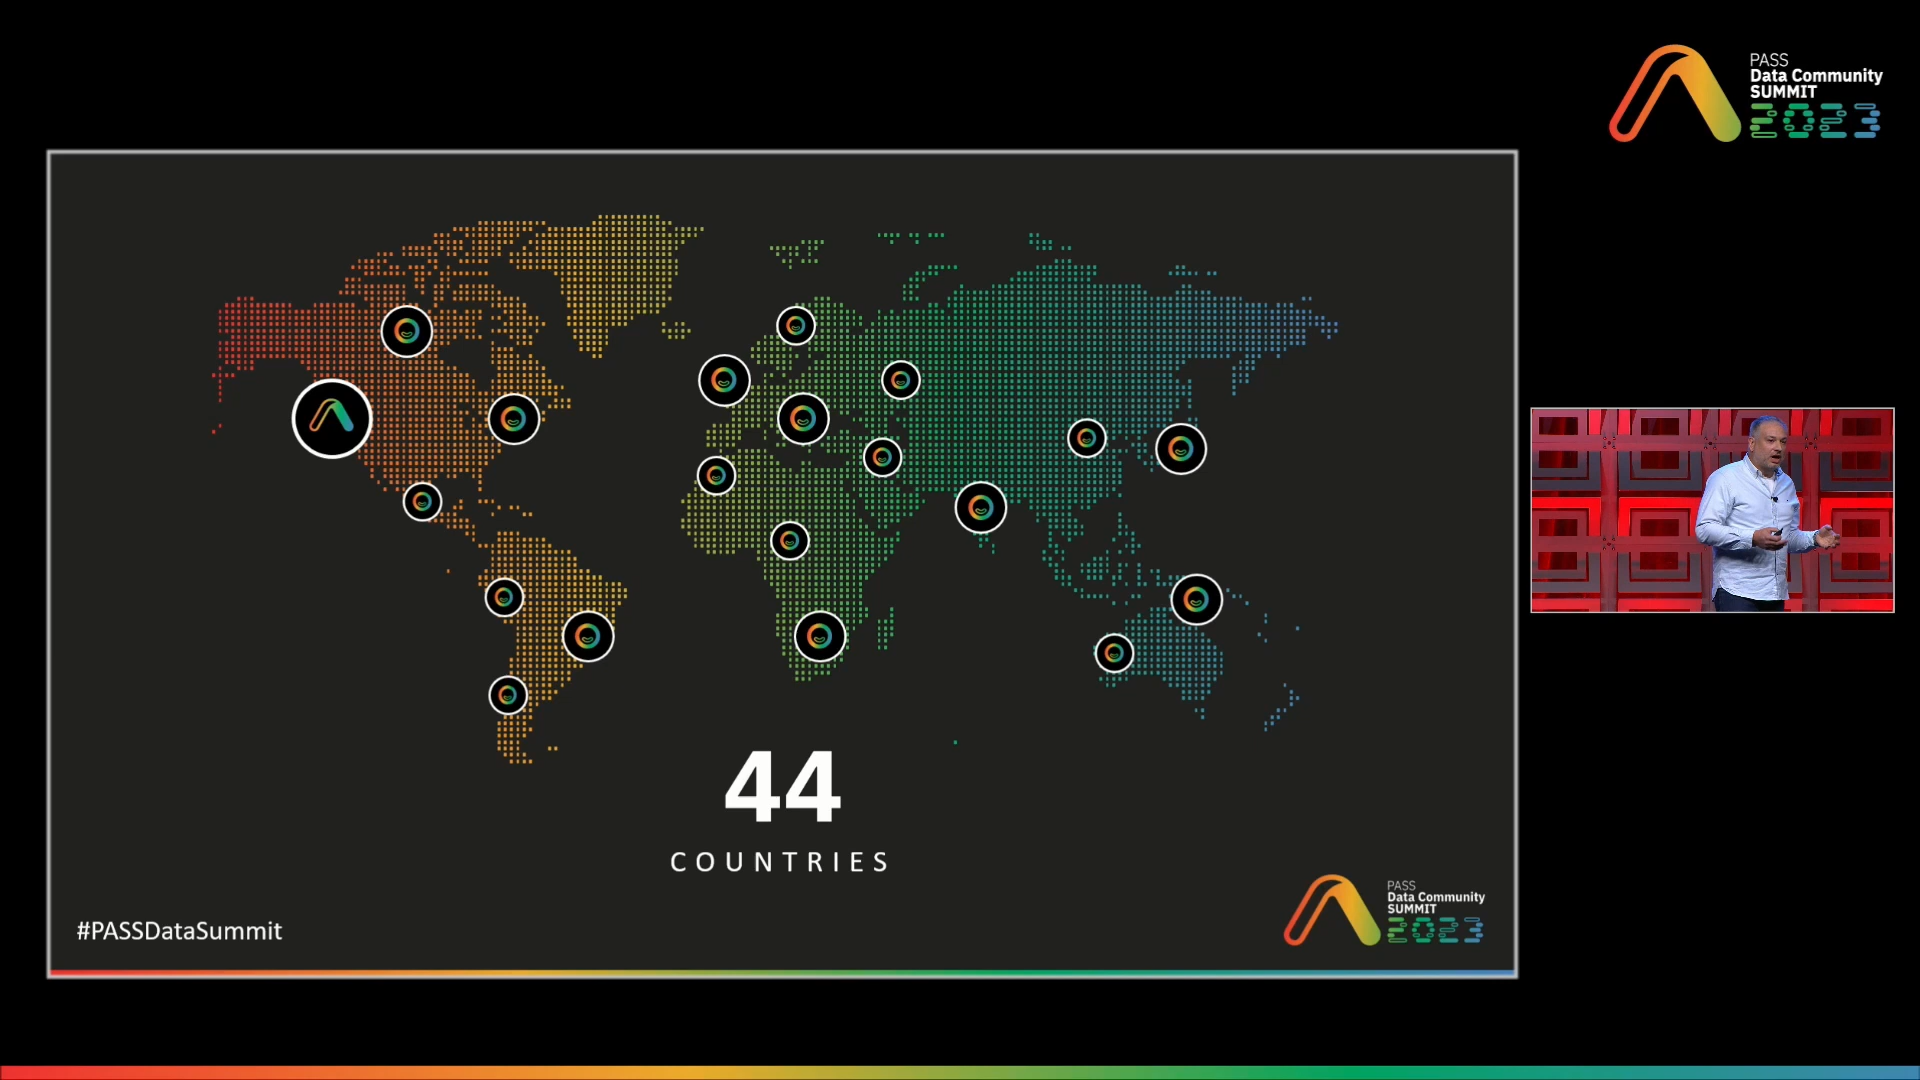 PASS
Data Community
SUMMIT
2023
44
COUNTRIES
#PASSDataSummit
PASS
Data Community
SUMMIT
2023